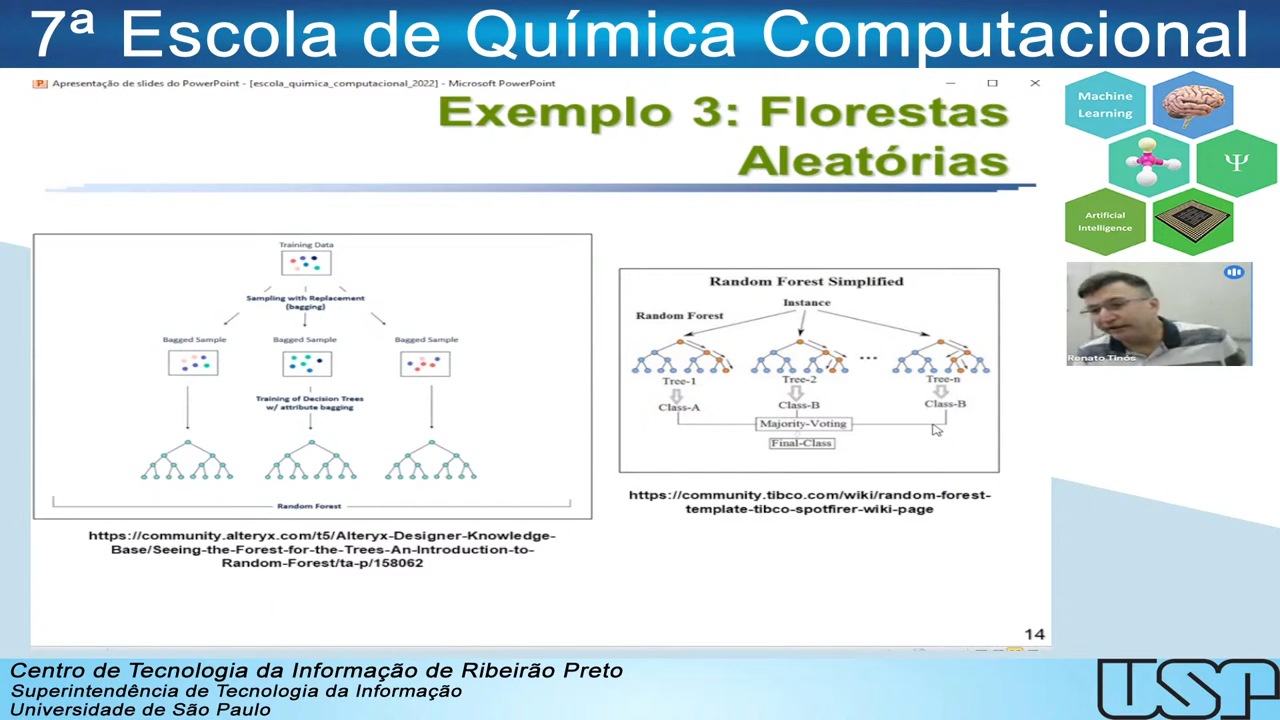 7ª Escola de Química Computacional
Apresentação de slides do PowerPoint - [escola_quimica_computacional_2022] - Microsoft PowerPoint
Exemplo 3: Florestas
Aleatórias
Machine
Learning
Ψ
Artificial
Intelligence
Renato Tinós
Training Data
Sampling with Replacement
(bagging)
Bagged Sample
Bagged Sample
Bagged Sample
Training of Decision Trees
w/ attribute bagging
Random Forest
https://community.alteryx.com/t5/Alteryx-Designer-Knowledge-
Base/Seeing-the-Forest-for-the-Trees-An-Introduction-to-
Random-Forest/ta-p/158062
Random Forest Simplified
Instance
Random Forest
Tree-1
Tree-2
Tree-n
Class-A
Class-B
Class-B
Majority-Voting
Final-Class
https://community.tibco.com/wiki/random-forest-
template-tibco-spotfirer-wiki-page
14
Centro de Tecnologia da Informação de Ribeirão Preto
Superintendência de Tecnologia da Informação
Universidade de São Paulo
USP